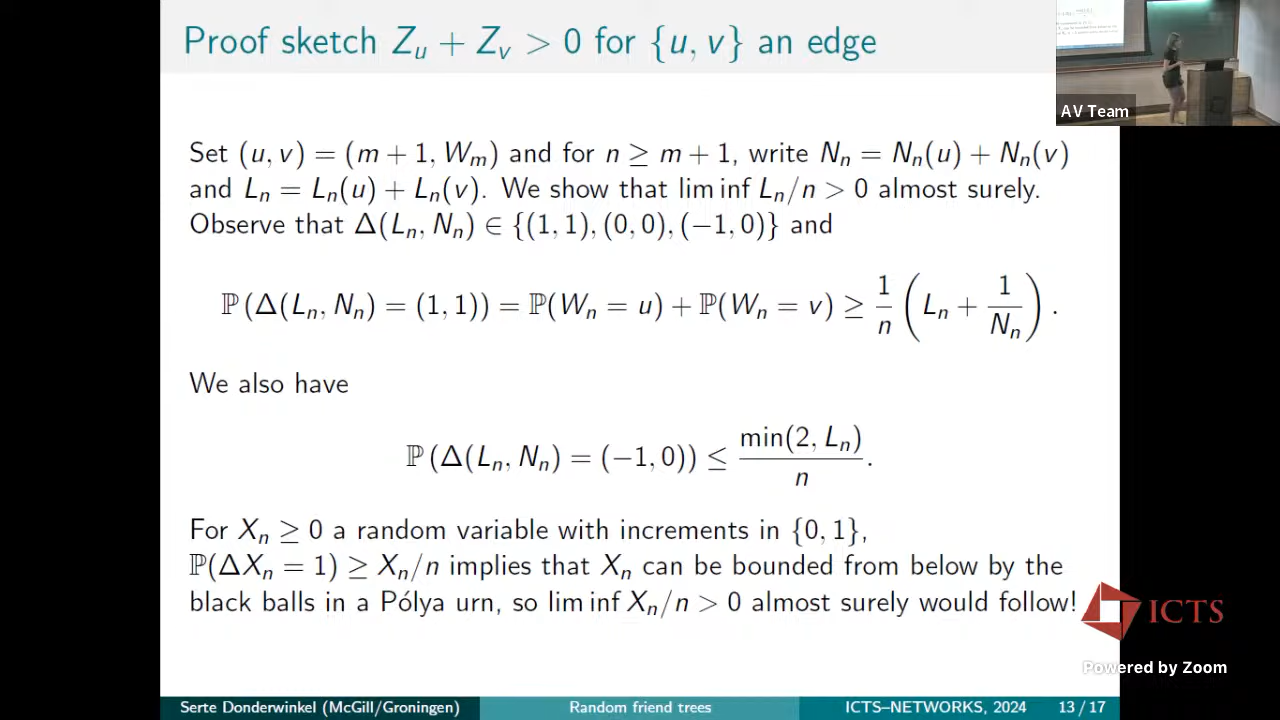 Proof sketch Z_u + Z_v > 0 for {u, v} an edge
AV Team
Set (u, v) = (m + 1, W_m) and for n ≥ m + 1, write N_n = N_n(u) + N_n(v)
and L_n = L_n(u) + L_n(v). We show that lim inf L_n/n > 0 almost surely.
Observe that Δ(L_n, N_n) ∈ {(1, 1), (0, 0), (−1, 0)} and
ℙ (Δ(L_n, N_n) = (1, 1)) = ℙ(W_n = u) + ℙ(W_n = v) ≥ 1/n (L_n + 1/N_n).
We also have
ℙ (Δ(L_n, N_n) = (−1, 0)) ≤ min(2, L_n)/n.
For X_n ≥ 0 a random variable with increments in {0, 1},
ℙ(ΔX_n = 1) ≥ X_n/n implies that X_n can be bounded from below by the
black balls in a Pólya urn, so lim inf X_n/n > 0 almost surely would follow!
ICTS
Powered by Zoom
Serte Donderwinkel (McGill/Groningen)
Random friend trees
ICTS–NETWORKS, 2024
13 / 17